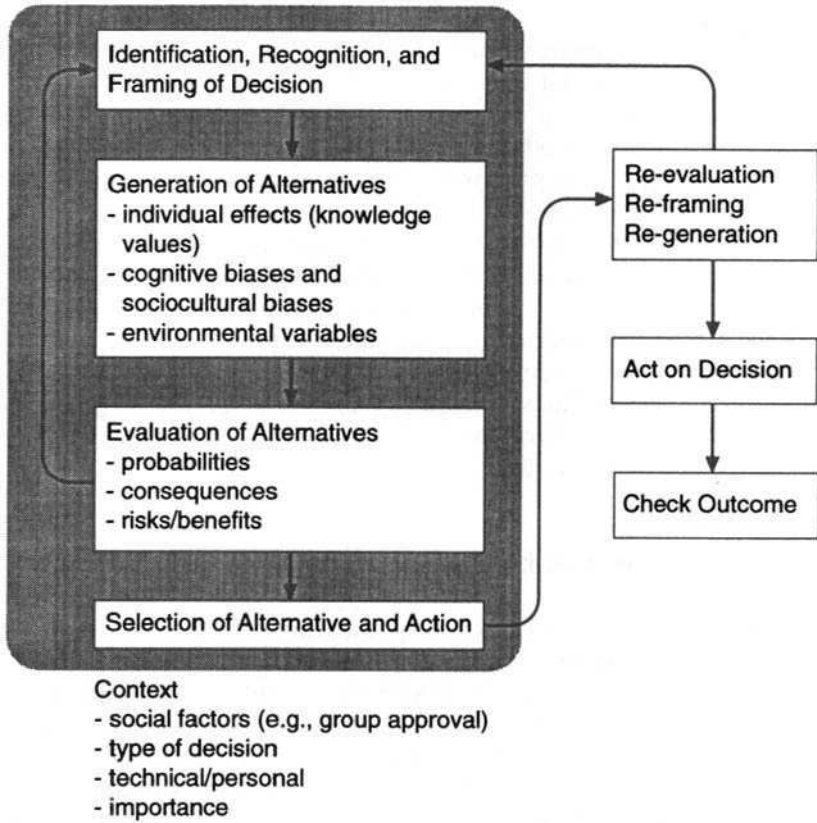 Identification, Recognition, and
Framing of Decision
Generation of Alternatives
- individual effects (knowledge
values)
- cognitive biases and
sociocultural biases
- environmental variables
Evaluation of Alternatives
- probabilities
- consequences
- risks/benefits
Selection of Alternative and Action
Context
- social factors (e.g., group approval)
- type of decision
- technical/personal
- importance
Re-evaluation
Re-framing
Re-generation
Act on Decision
Check Outcome